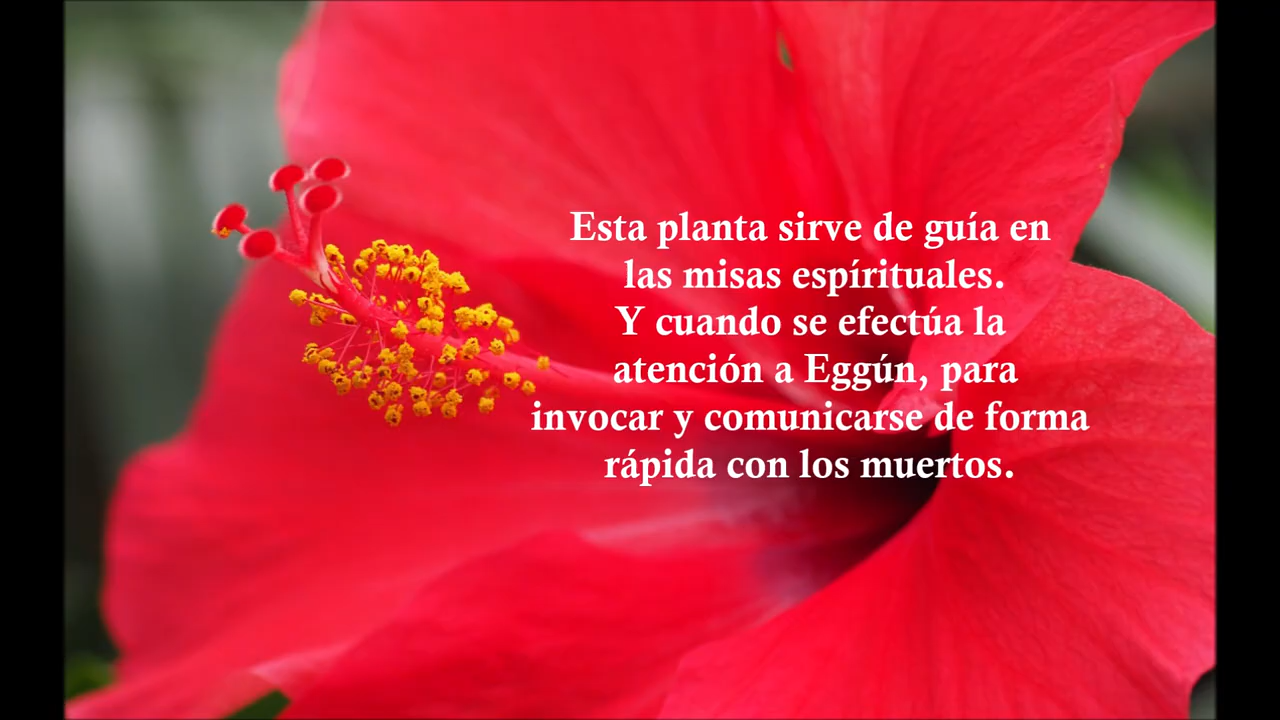 Esta planta sirve de guía en
las misas espírituales.
Y cuando se efectúa la
atención a Eggún, para
invocar y comunicarse de forma
rápida con los muertos.